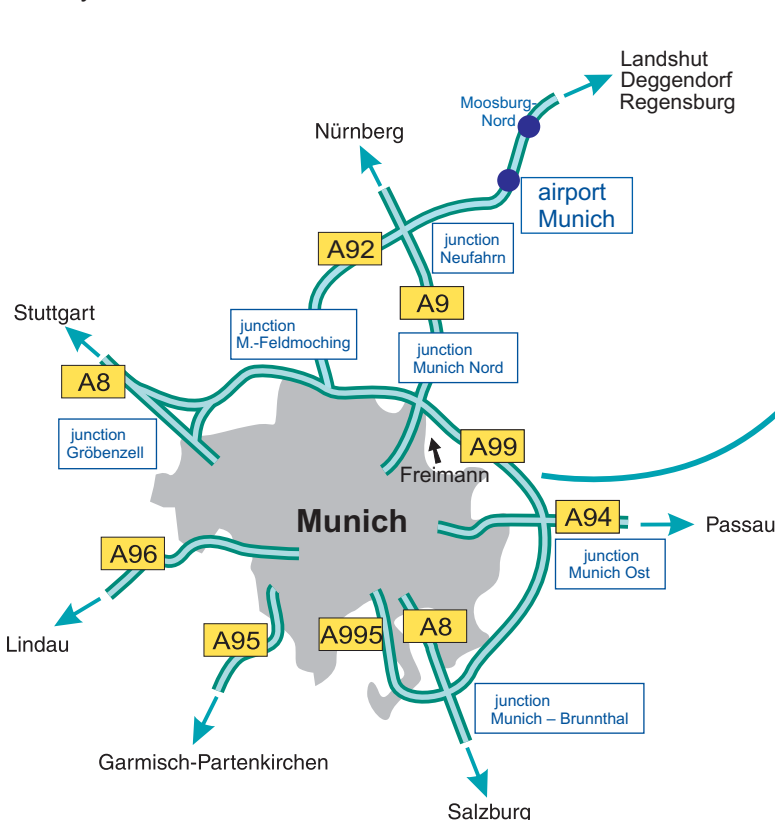 Landshut
Deggendorf
Regensburg
Moosburg-
Nord
Nürnberg
airport
Munich
A92
junction
Neufahrn
A9
Stuttgart
junction
M.-Feldmoching
junction
Munich Nord
A8
junction
Gröbenzell
A99
Freimann
Munich
A94
Passau
A96
junction
Munich Ost
Lindau
A95
A995
A8
junction
Munich – Brunnthal
Garmisch-Partenkirchen
Salzburg